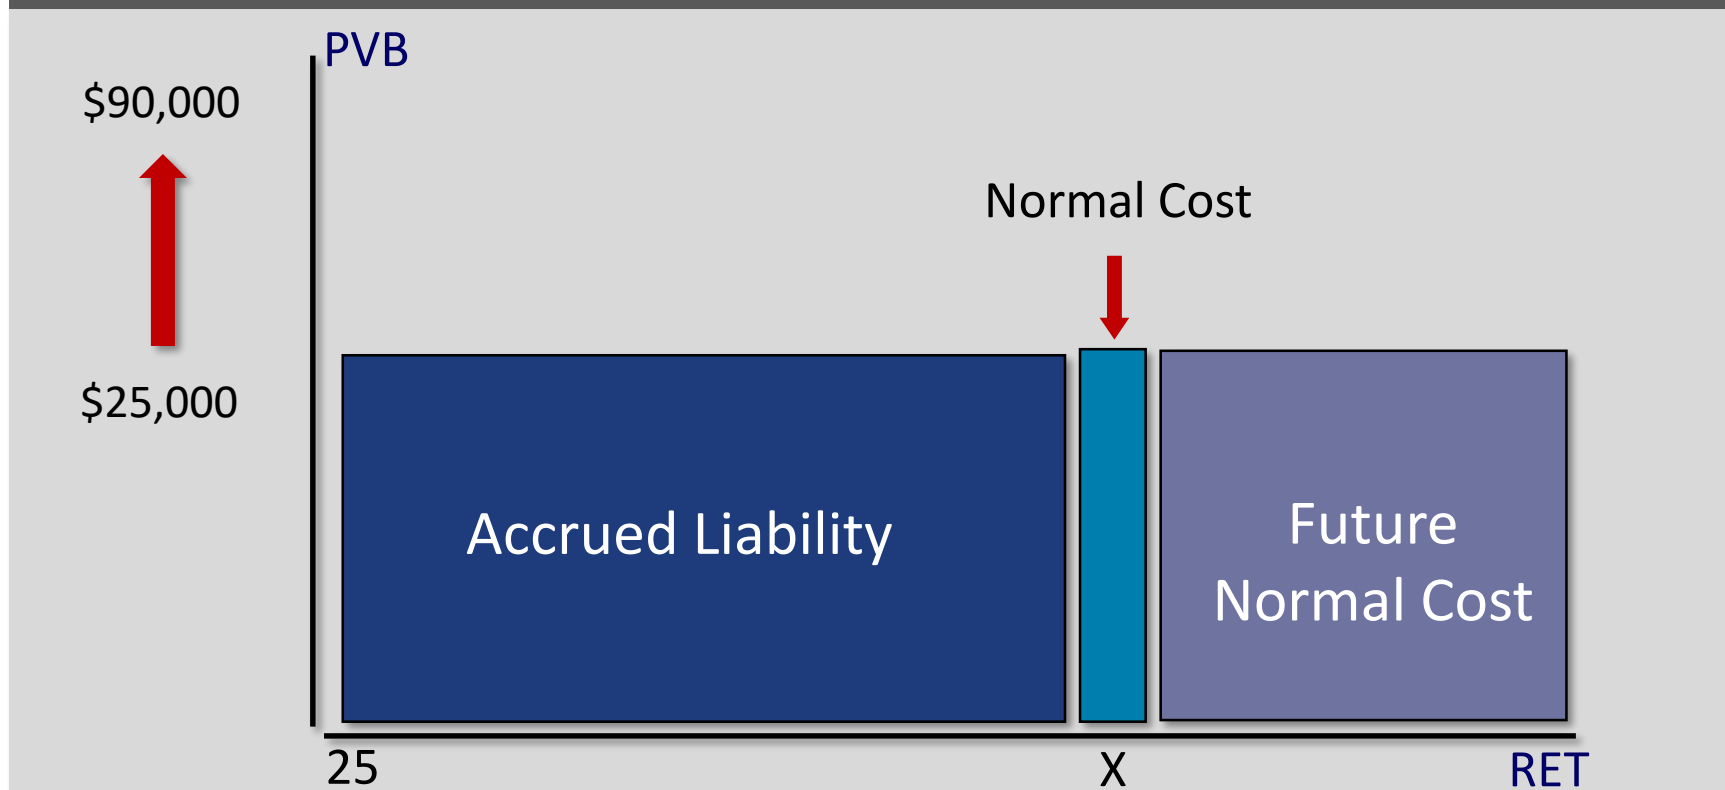 PVB
$90,000
Normal Cost
$25,000
Accrued Liability
Future
Normal Cost
25
X
RET